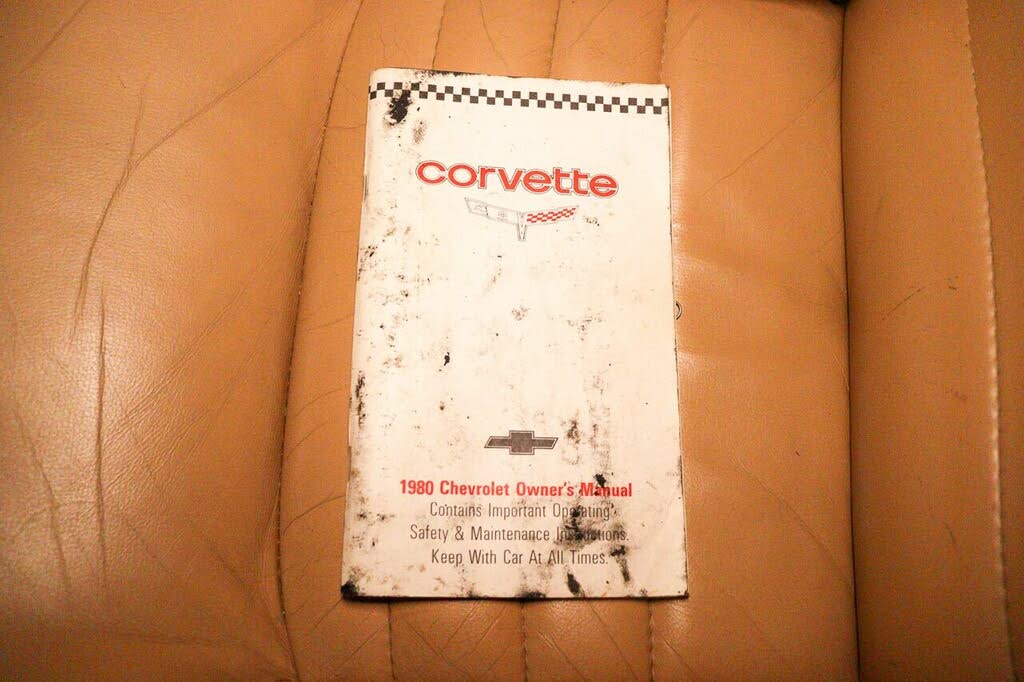 corvette
1980 Chevrolet Owner's Manual
Contains Important Operating
Safety & Maintenance Instructions.
Keep With Car At All Times.